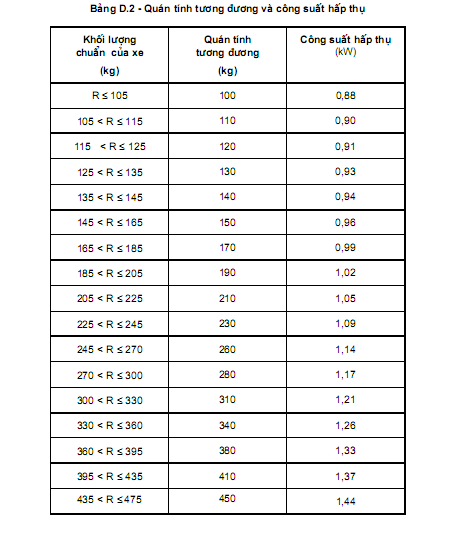 Bảng D.2 - Quán tính tương đương và công suất hấp thụ
Khối lượng chuẩn của xe (kg) Quán tính tương đương (kg) Công suất hấp thụ (kW)
R ≤ 105 100 0,88
105 < R ≤ 115 110 0,90
115 < R ≤ 125 120 0,91
125 < R ≤ 135 130 0,93
135 < R ≤ 145 140 0,94
145 < R ≤ 165 150 0,96
165 < R ≤ 185 170 0,99
185 < R ≤ 205 190 1,02
205 < R ≤ 225 210 1,05
225 < R ≤ 245 230 1,09
245 < R ≤ 270 260 1,14
270 < R ≤ 300 280 1,17
300 < R ≤ 330 310 1,21
330 < R ≤ 360 340 1,26
360 < R ≤ 395 380 1,33
395 < R ≤ 435 410 1,37
435 < R ≤475 450 1,44